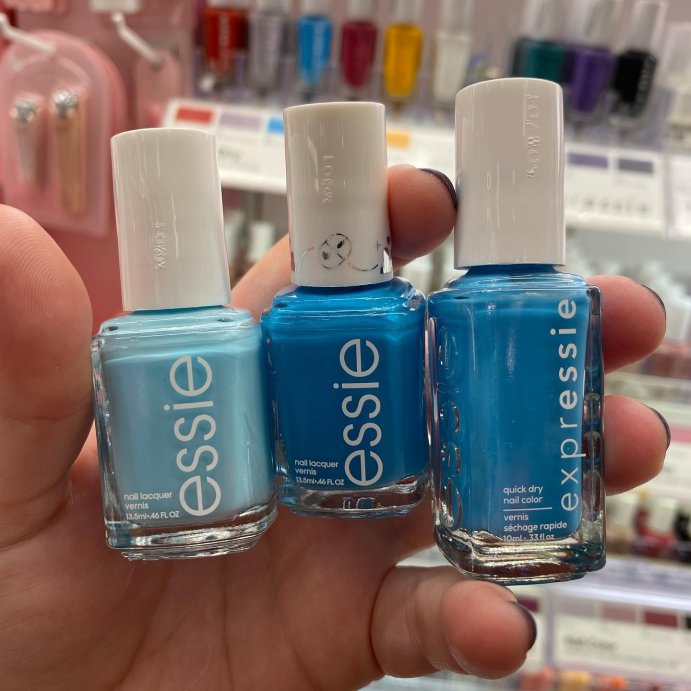 essie
nail lacquer
vernis
13.5ml•.46 FL OZ
essie
nail lacquer
vernis
13.5ml•.46 FL OZ
expressie
quick dry
nail color
vernis
séchage rapide
10ml•.33 fl oz